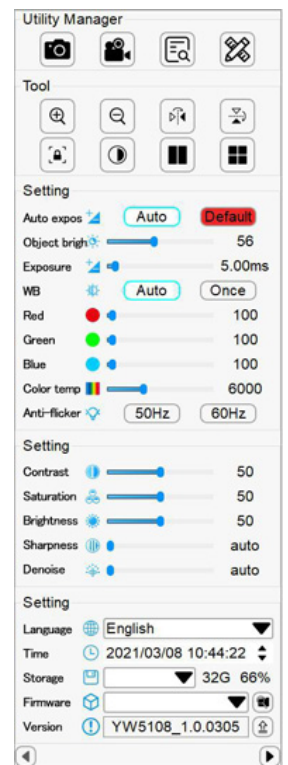 Utility Manager
Tool
Setting
Auto expos Auto Default
Object brigh 56
Exposure 5.00ms
WB Auto Once
Red 100
Green 100
Blue 100
Color temp 6000
Anti-flicker 50Hz 60Hz
Setting
Contrast 50
Saturation 50
Brightness 50
Sharpness auto
Denoise auto
Setting
Language English
Time 2021/03/08 10:44:22
Storage 32G 66%
Firmware
Version YW5108_1.0.0305